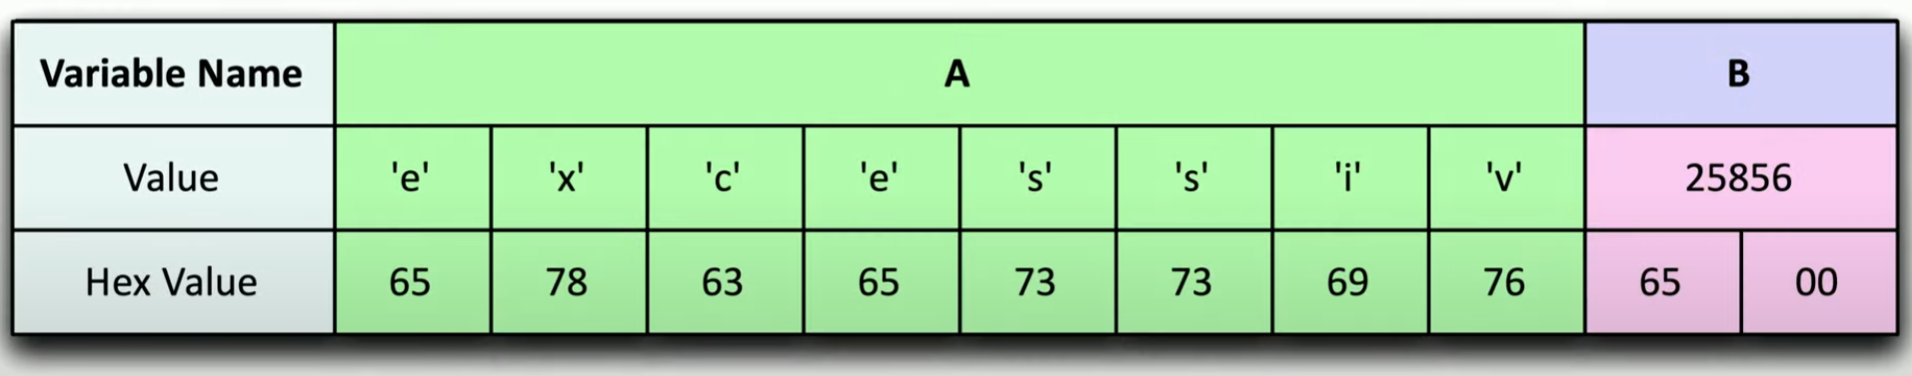 Variable Name A B
Value 'e' 'x' 'c' 'e' 's' 's' 'i' 'v' 25856
Hex Value 65 78 63 65 73 73 69 76 65 00